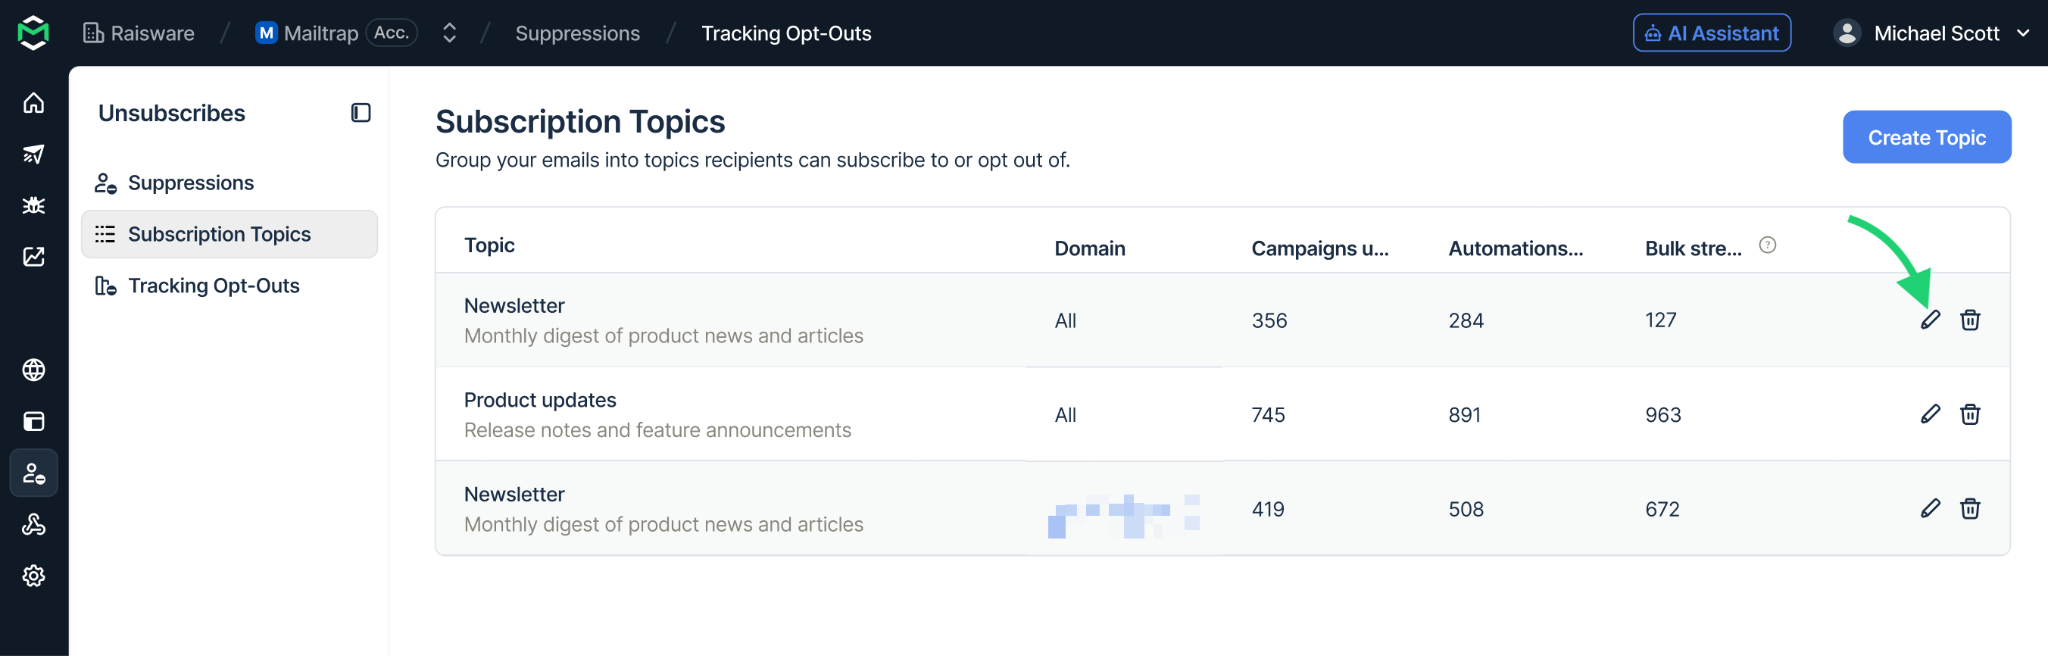 Raisware / M Mailtrap Acc. / Suppressions / Tracking Opt-Outs
AI Assistant
Michael Scott
Unsubscribes
Suppressions
Subscription Topics
Tracking Opt-Outs
Subscription Topics
Group your emails into topics recipients can subscribe to or opt out of.
Create Topic
Topic Domain Campaigns u... Automations... Bulk stre... ?
Newsletter
Monthly digest of product news and articles
All 356 284 127
Product updates
Release notes and feature announcements
All 745 891 963
Newsletter
Monthly digest of product news and articles
419 508 672